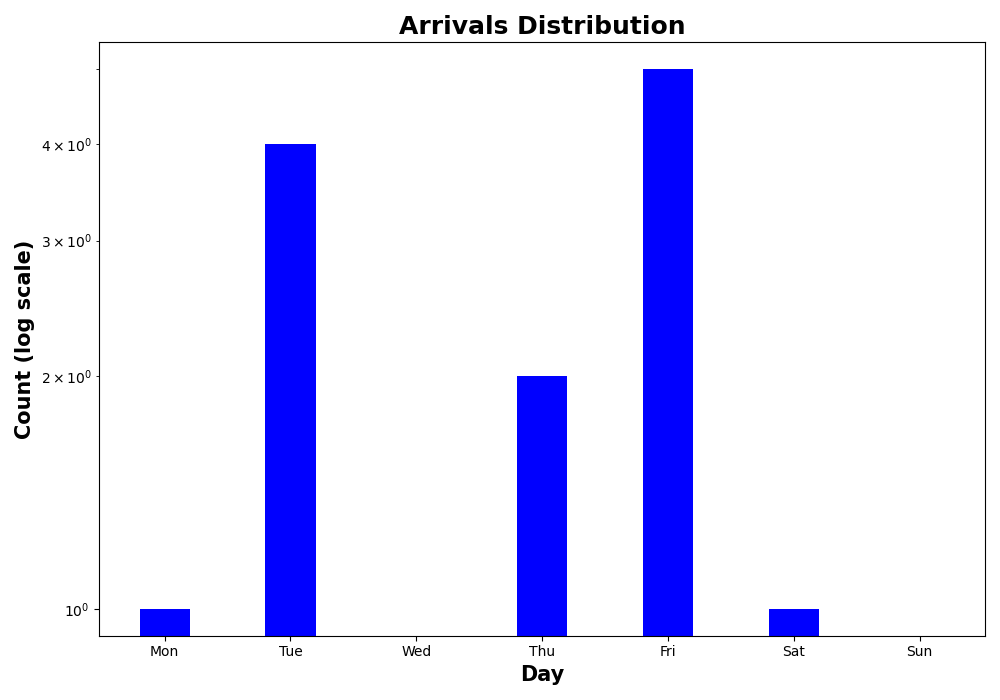 Arrivals Distribution
Count (log scale)
4 × 10⁰
3 × 10⁰
2 × 10⁰
10⁰
Mon Tue Wed Thu Fri Sat Sun
Day